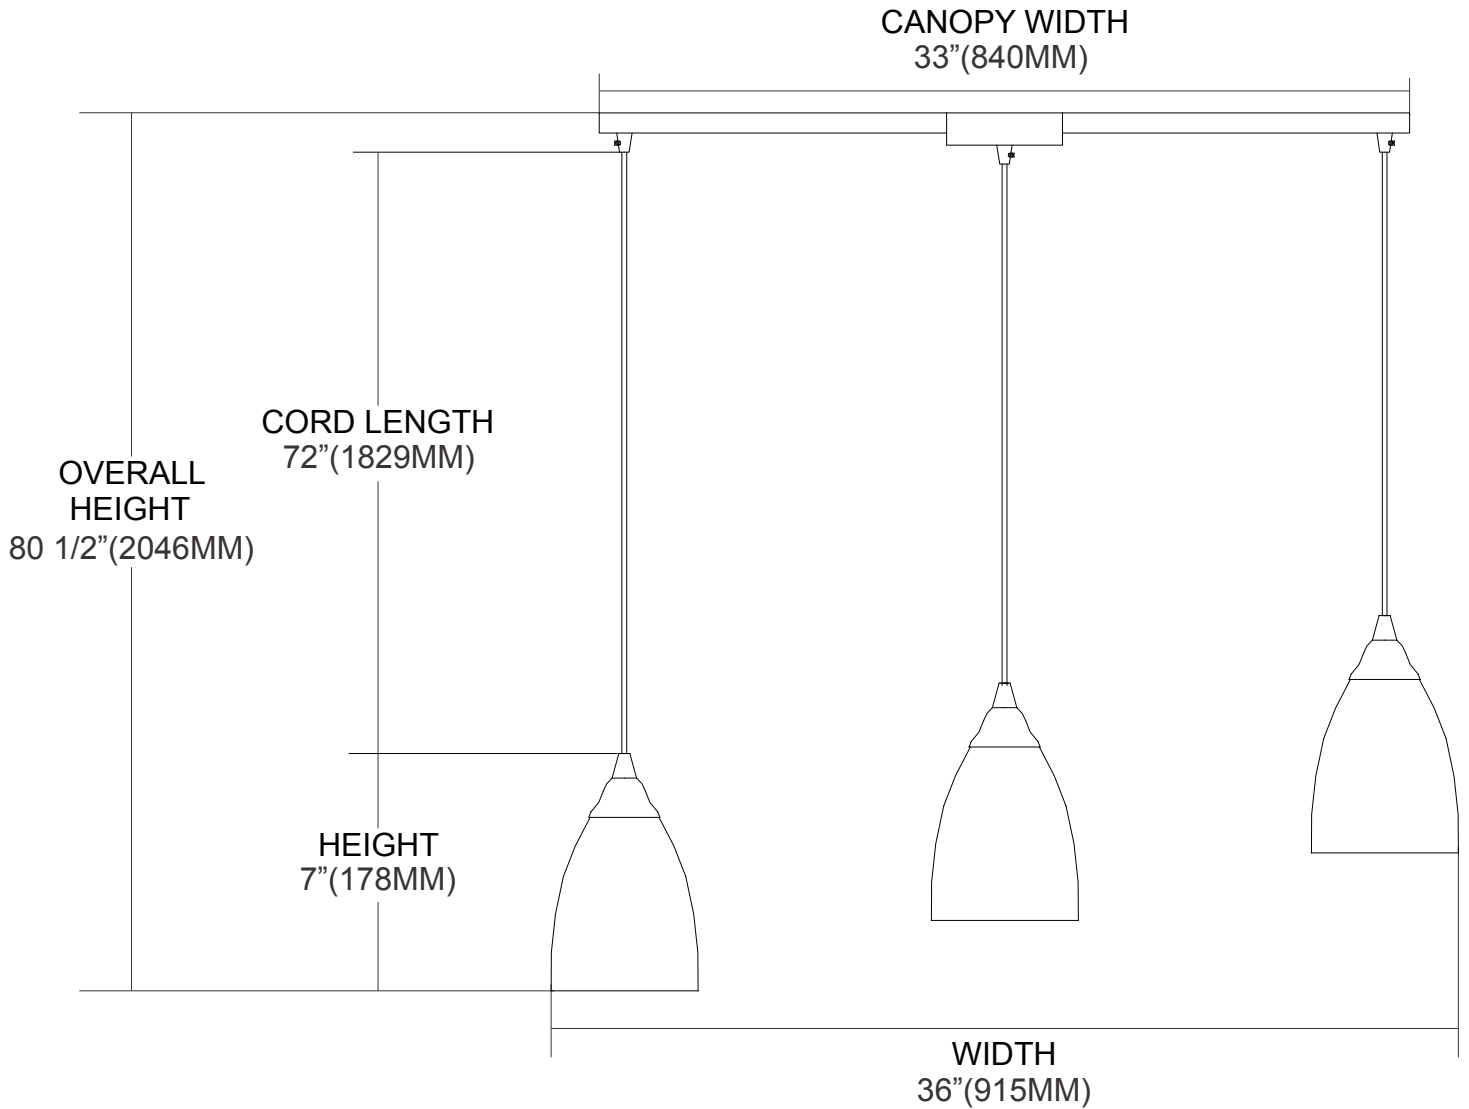 CANOPY WIDTH
33”(840MM)
CORD LENGTH
72”(1829MM)
OVERALL
HEIGHT
80 1/2”(2046MM)
HEIGHT
7”(178MM)
WIDTH
36”(915MM)